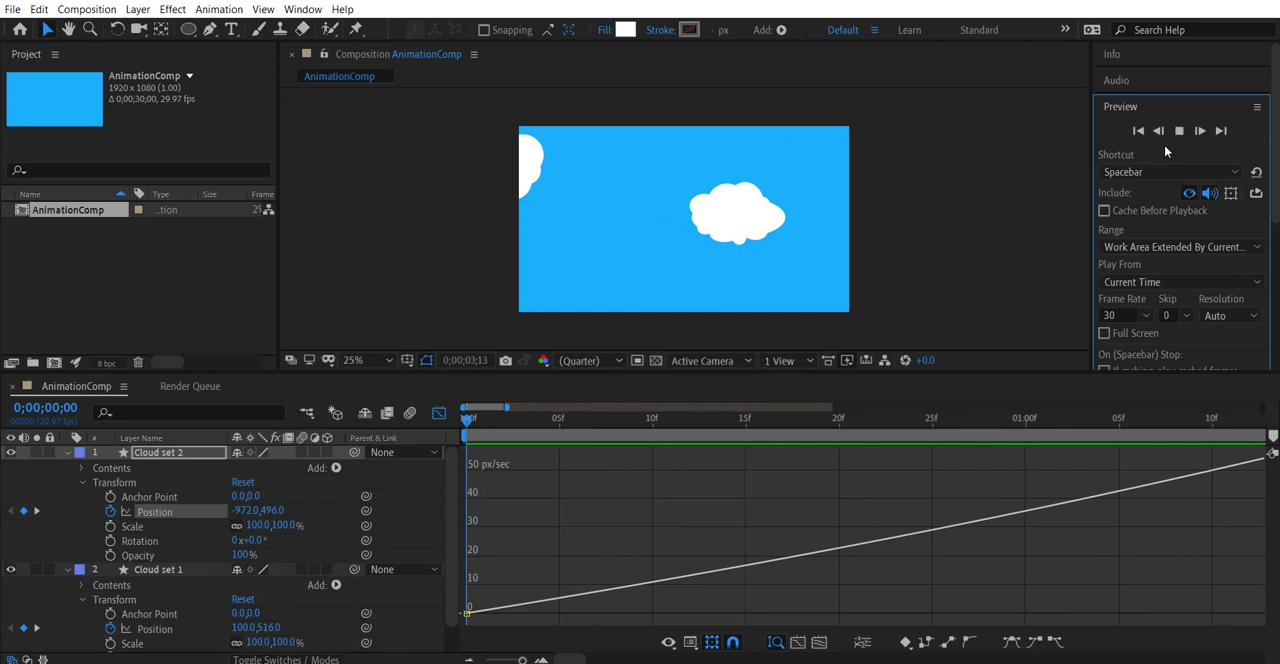 File Edit Composition Layer Effect Animation View Window Help
Snapping Fill: Stroke: - px Add: Default Learn Standard Search Help
Project
AnimationComp
1920 x 1080 (1.00)
Δ 0;00;30;00, 29.97 fps
Name Type Size Frame
AnimationComp ...tion
8 bpc
Composition AnimationComp
AnimationComp
25% 0;00;03;13 (Quarter) Active Camera 1 View +0.0
Info
Audio
Preview
Shortcut
Spacebar
Include:
Cache Before Playback
Range
Work Area Extended By Current...
Play From
Current Time
Frame Rate Skip Resolution
30 0 Auto
Full Screen
On (Spacebar) Stop:
AnimationComp Render Queue
0;00;00;00
00000 (29.97 fps)
# Layer Name Parent & Link
1 Cloud set 2 None
Contents Add:
Transform Reset
Anchor Point 0.0,0.0
Position -972.0,496.0
Scale 100.0,100.0%
Rotation 0x+0.0°
Opacity 100%
2 Cloud set 1 None
Contents Add:
Transform Reset
Anchor Point 0.0,0.0
Position 1000.0,516.0
Scale 100.0,100.0%
Toggle Switches / Modes
05f 10f 15f 20f 25f 01:00f 05f 10f
50 px/sec
40
30
20
10
0